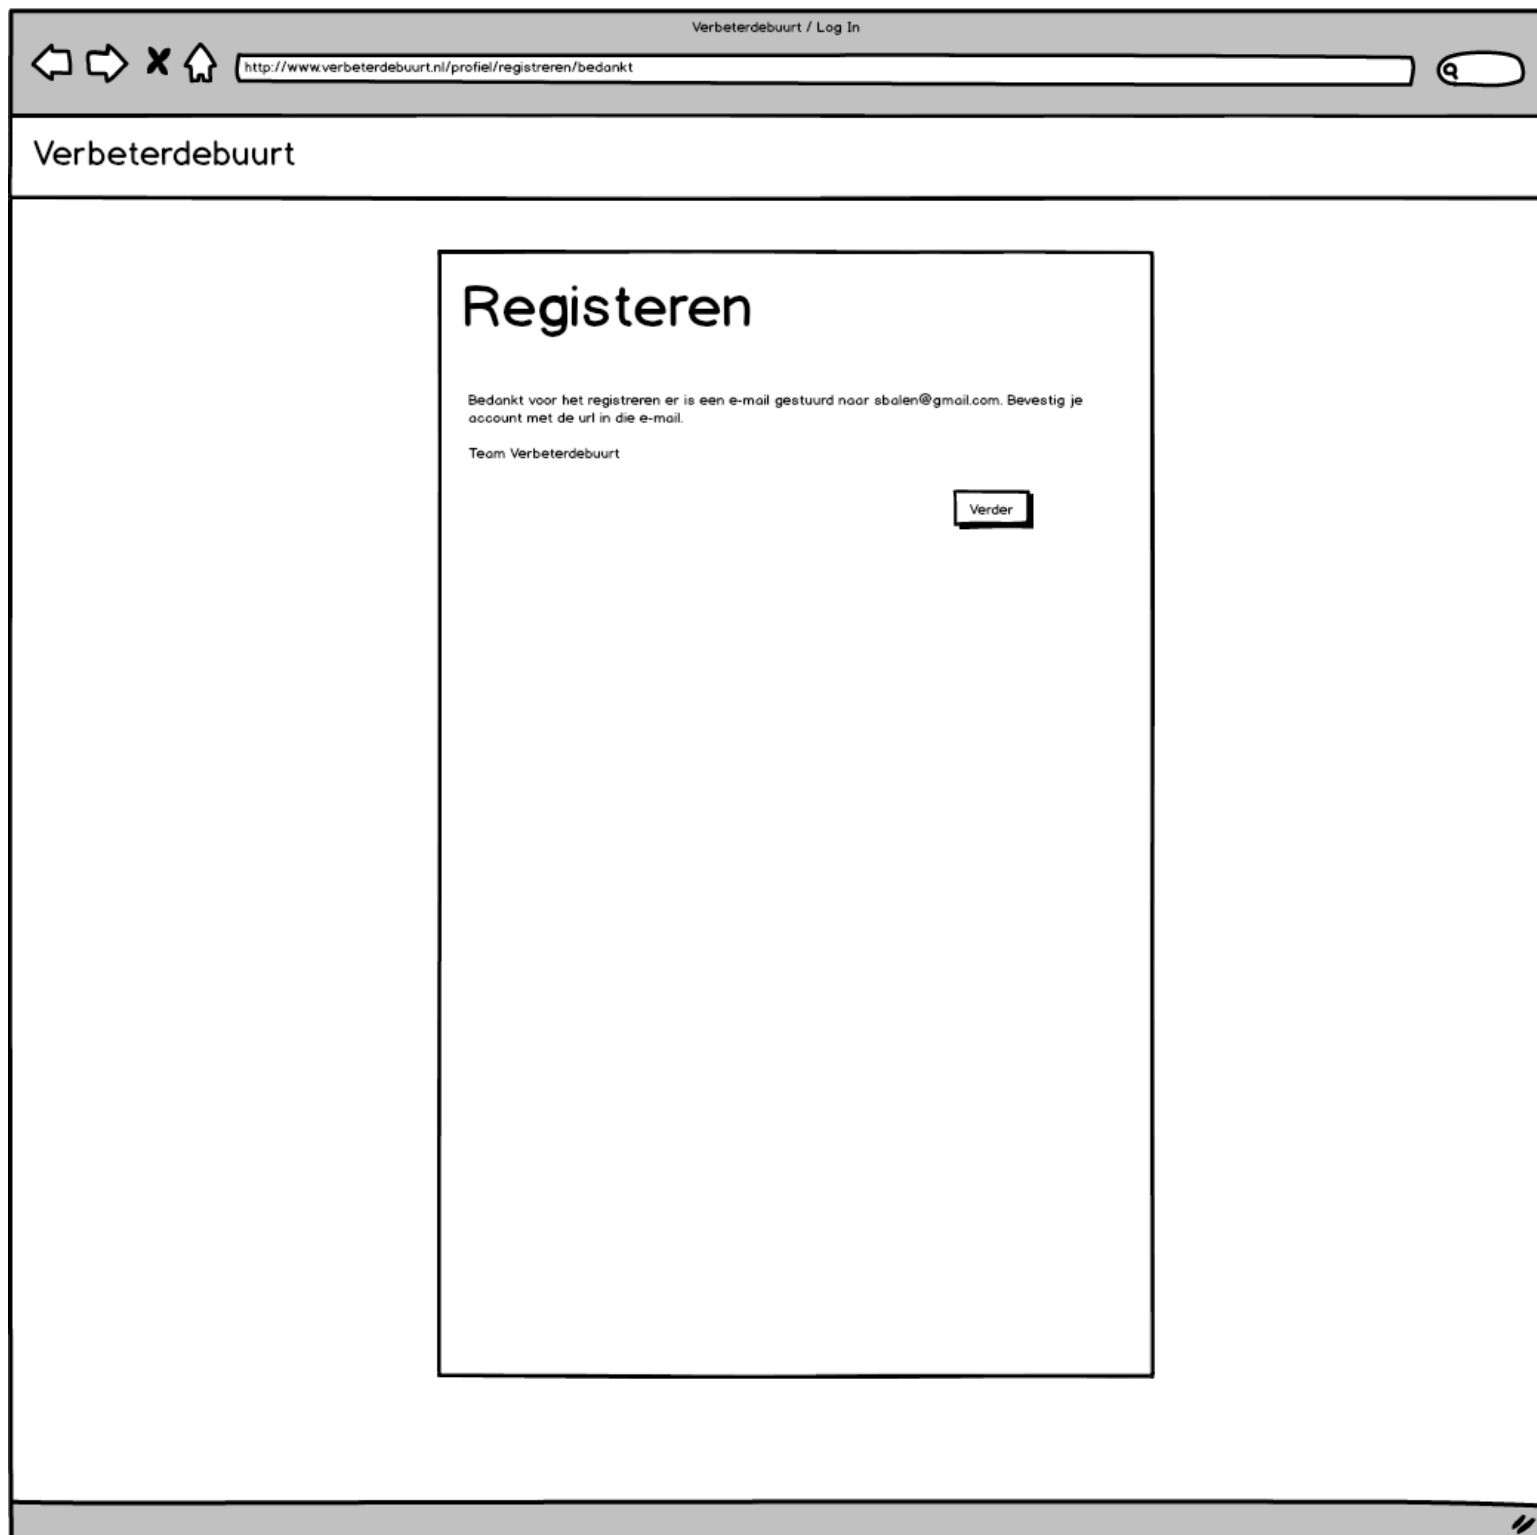 Verbeterdebuurt / Log In
http://www.verbeterdebuurt.nl/profiel/registreren/bedankt
Verbeterdebuurt
Registeren
Bedankt voor het registreren er is een e-mail gestuurd naar sbalen@gmail.com. Bevestig je
account met de url in die e-mail.
Team Verbeterdebuurt
Verder